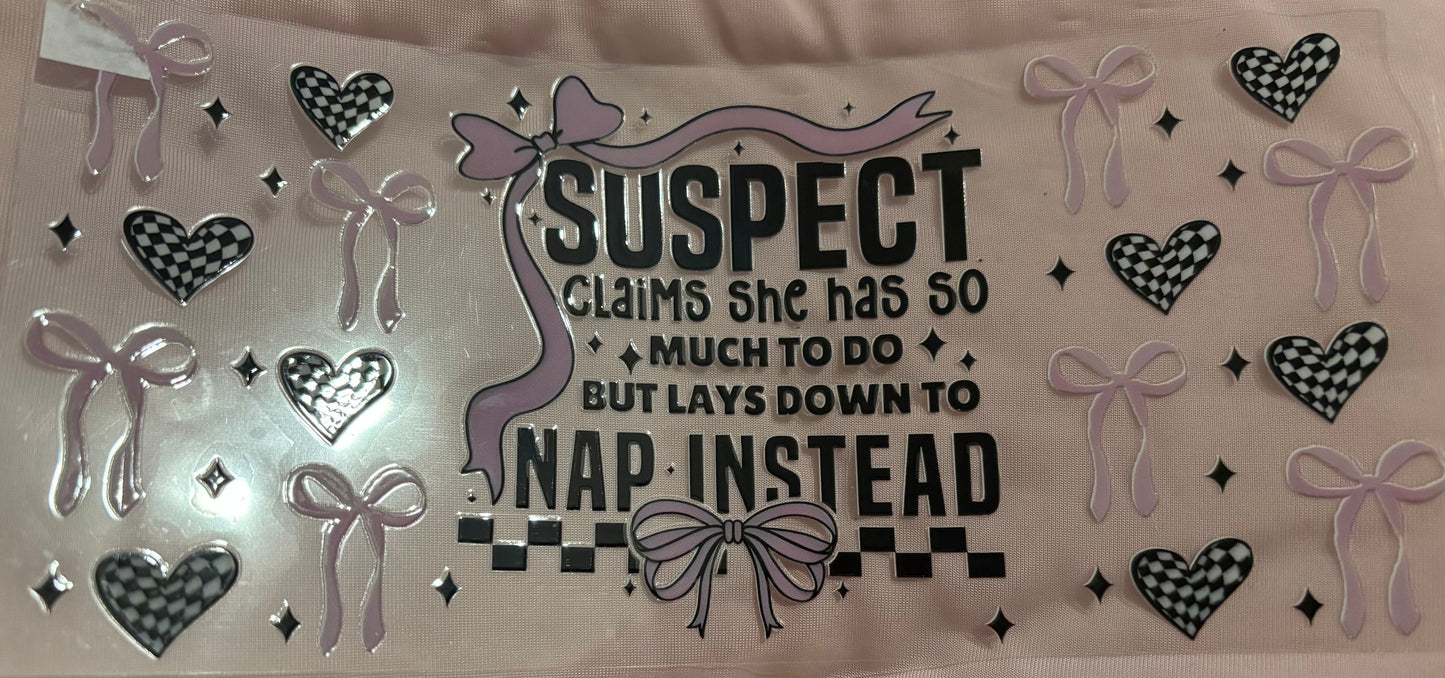 SUSPECT
CLaiMS She has SO
MUCH TO DO
BUT LAYS DOWN TO
NAP INSTEAD